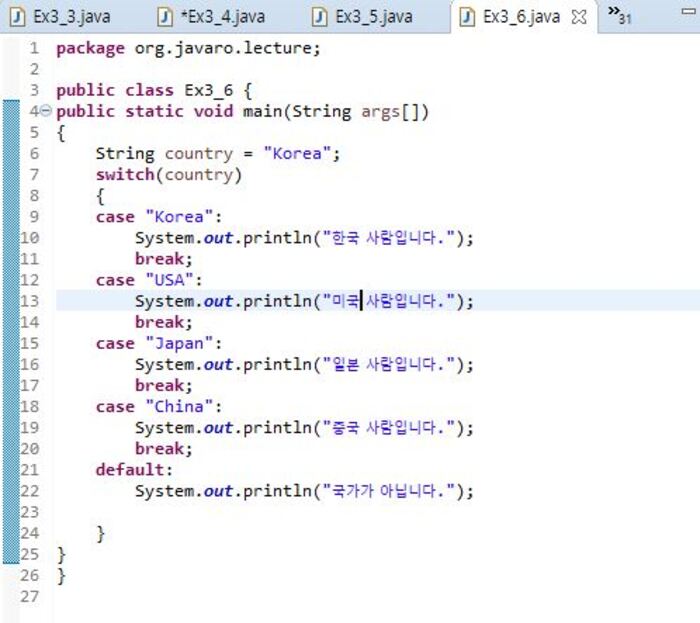 Ex3_3.java *Ex3_4.java Ex3_5.java Ex3_6.java »31
1 package org.javaro.lecture;
2
3 public class Ex3_6 {
4 public static void main(String args[])
5 {
6 String country = "Korea";
7 switch(country)
8 {
9 case "Korea":
10 System.out.println("한국 사람입니다.");
11 break;
12 case "USA":
13 System.out.println("미국 사람입니다.");
14 break;
15 case "Japan":
16 System.out.println("일본 사람입니다.");
17 break;
18 case "China":
19 System.out.println("중국 사람입니다.");
20 break;
21 default:
22 System.out.println("국가가 아닙니다.");
23
24 }
25 }
26 }
27